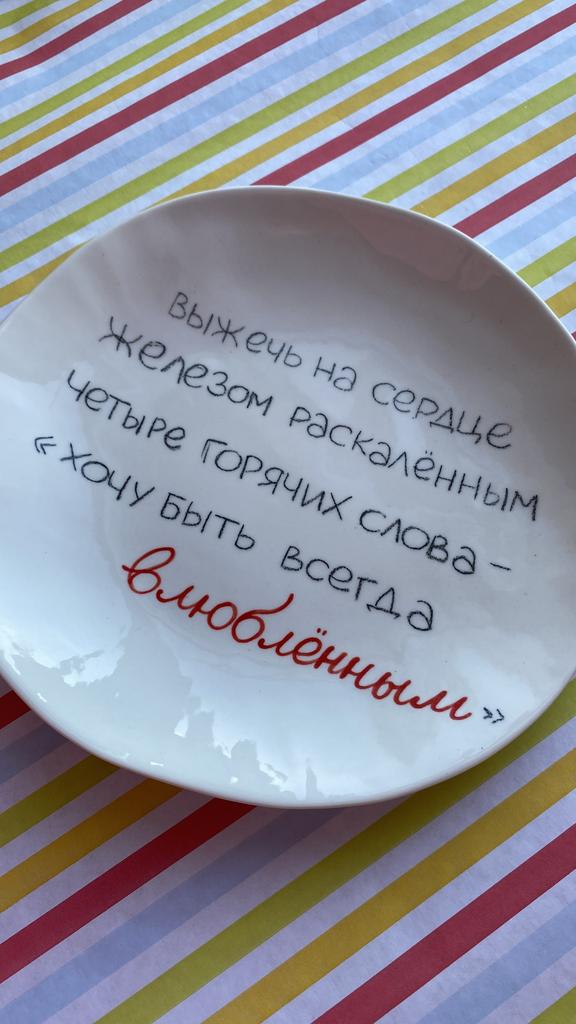 выжечь на сердце
железом раскалённым
четыре горячих слова –
«хочу быть всегда
влюблённым»